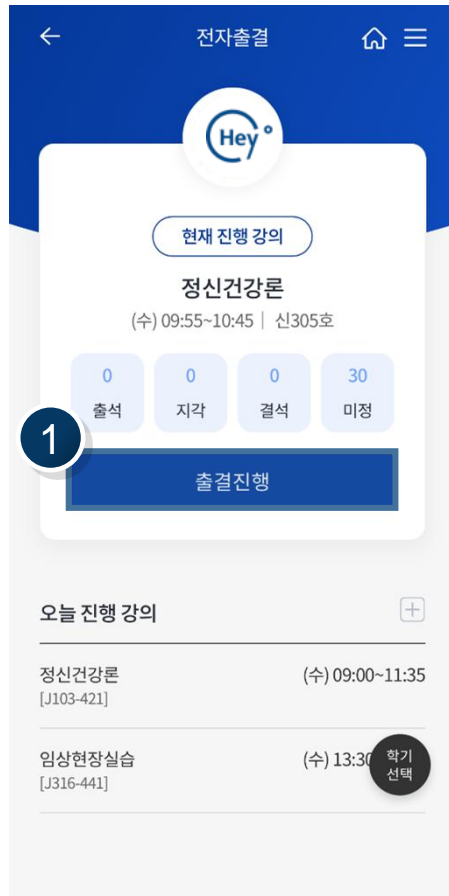 전자출결
Hey
현재 진행 강의
정신건강론
(수) 09:55~10:45 | 신305호
0 0 0 30
출석 지각 결석 미정
1
출결진행
오늘 진행 강의
정신건강론 (수) 09:00~11:35
[J103-421]
임상현장실습 (수) 13:30
[J316-441]
학기
선택